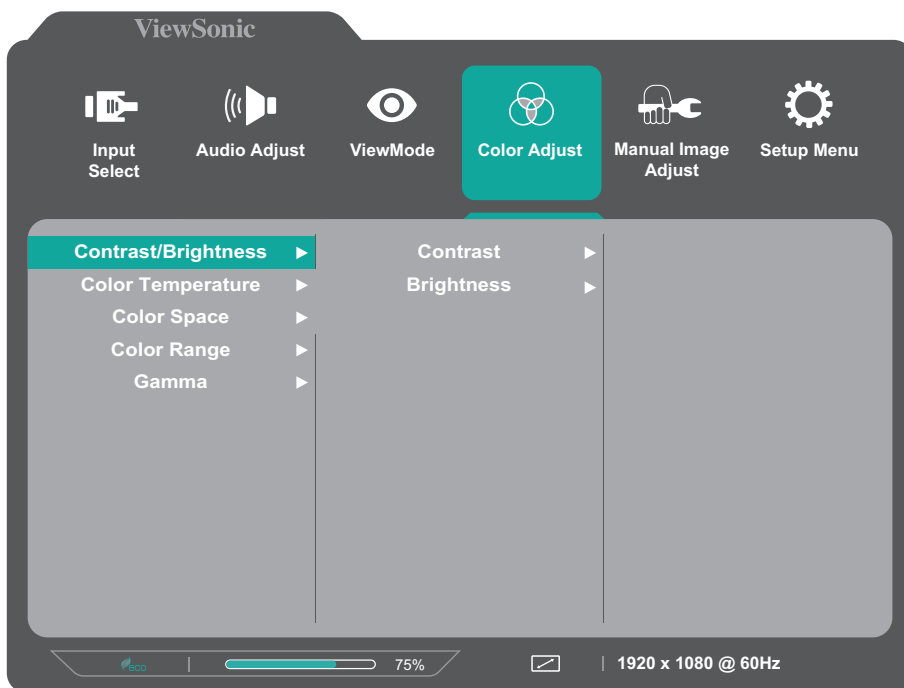 ViewSonic
Input
Select
Audio Adjust
ViewMode
Color Adjust
Manual Image
Adjust
Setup Menu
Contrast/Brightness
Color Temperature
Color Space
Color Range
Gamma
Contrast
Brightness
eco
75%
1920 x 1080 @ 60Hz